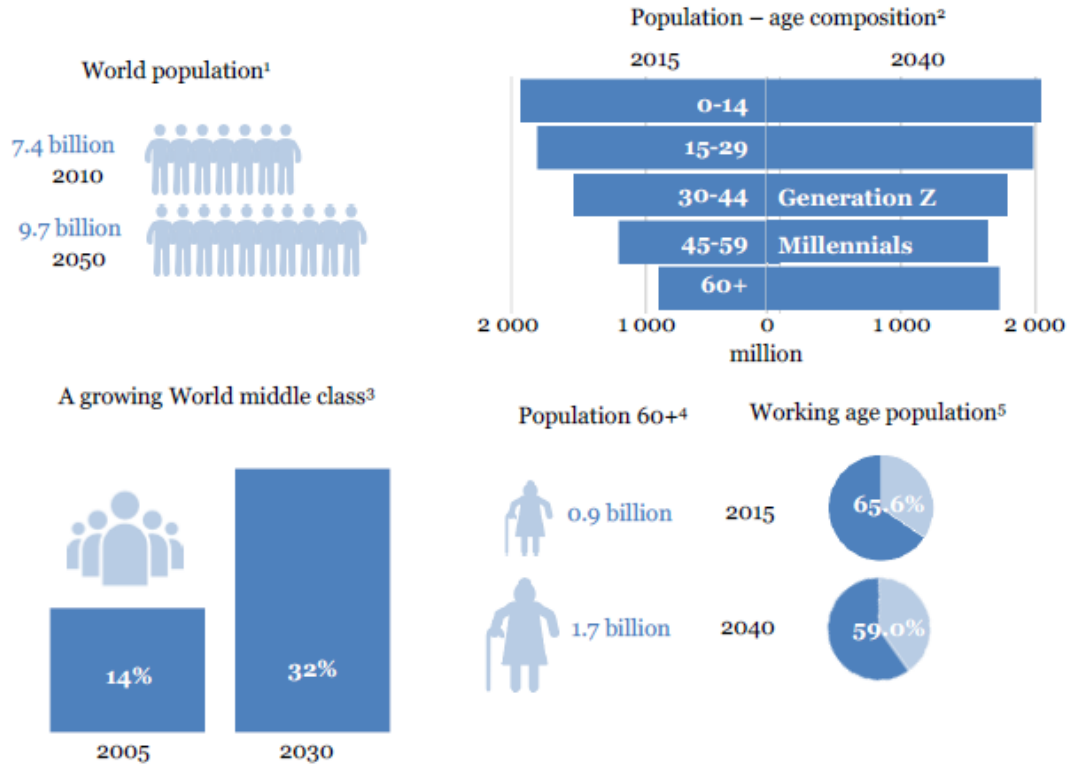 World population¹
7.4 billion
2010
9.7 billion
2050
Population – age composition²
2015 2040
0-14
15-29
30-44 Generation Z
45-59 Millennials
60+
2 000 1 000 0 1 000 2 000
million
A growing World middle class³
14%
32%
2005 2030
Population 60+⁴
0.9 billion
1.7 billion
Working age population⁵
2015 65.6%
2040 59.0%